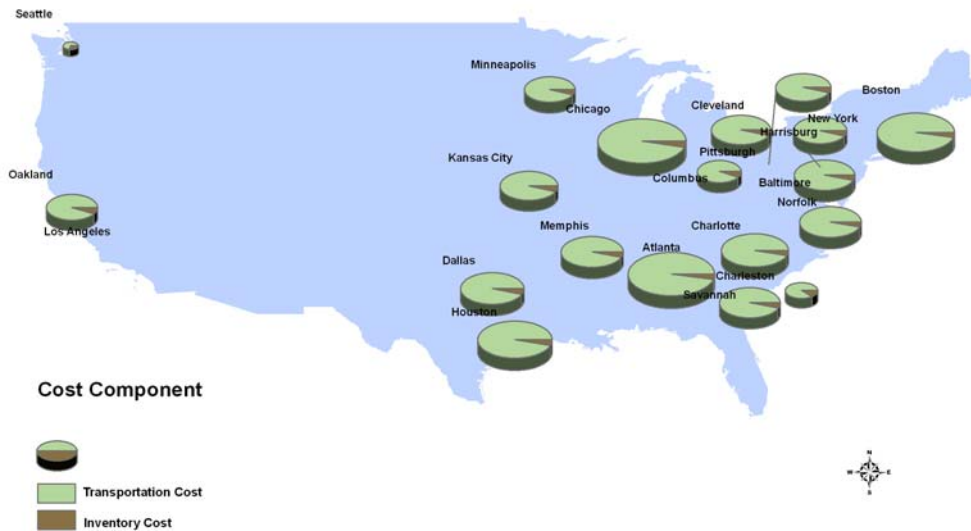 Seattle
Minneapolis
Chicago
Cleveland
Boston
New York
Harrisburg
Pittsburgh
Kansas City
Columbus
Baltimore
Oakland
Norfolk
Los Angeles
Memphis
Charlotte
Atlanta
Dallas
Charleston
Savannah
Houston
Cost Component
Transportation Cost
Inventory Cost
N
W
E
S